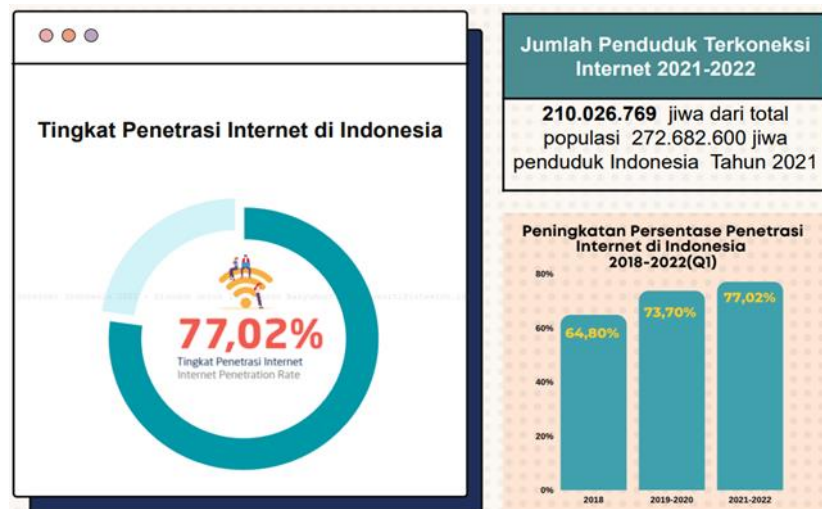 Tingkat Penetrasi Internet di Indonesia
77,02%
Tingkat Penetrasi Internet
Internet Penetration Rate
Jumlah Penduduk Terkoneksi
Internet 2021-2022
210.026.769 jiwa dari total
populasi 272.682.600 jiwa
penduduk Indonesia Tahun 2021
Peningkatan Persentase Penetrasi
Internet di Indonesia
2018-2022(Q1)
80%
60%
40%
20%
0%
64,80%
73,70%
77,02%
2018
2019-2020
2021-2022